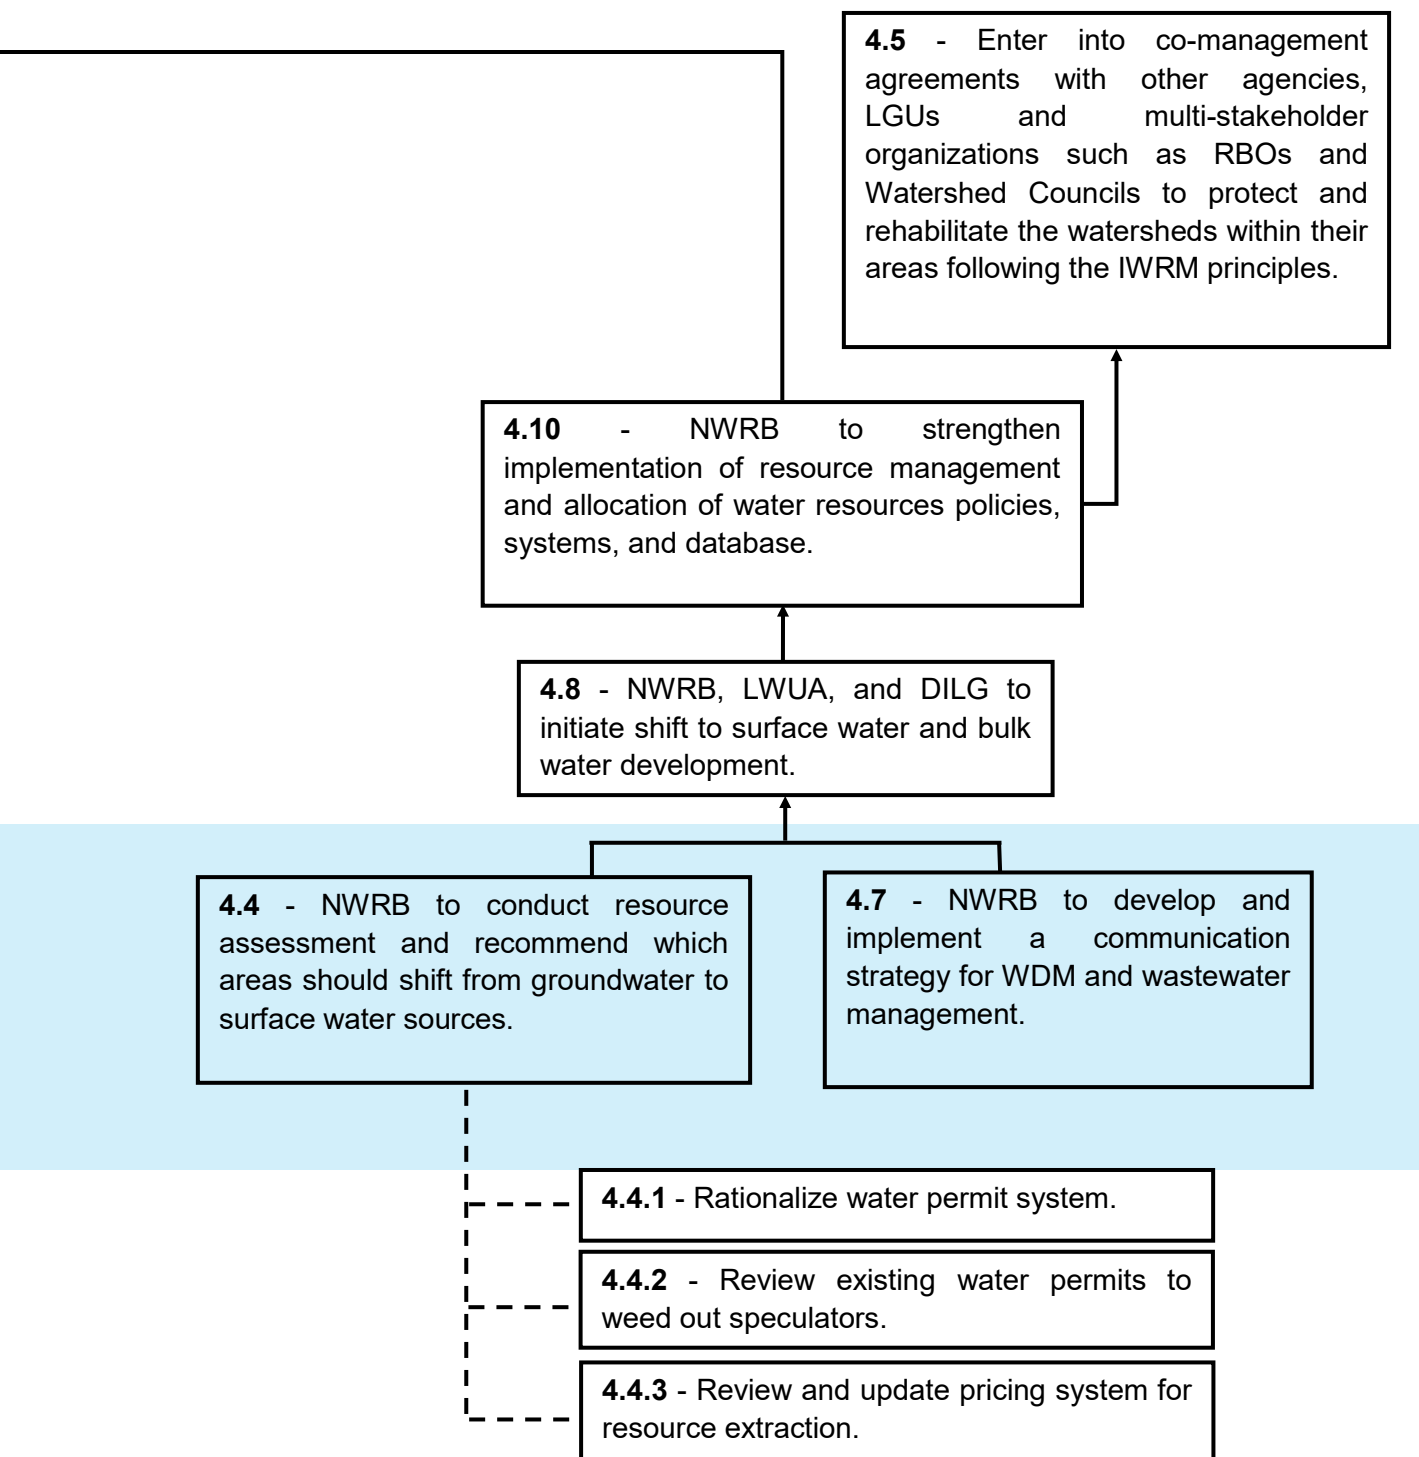 4.5 - Enter into co-management
agreements with other agencies,
LGUs and multi-stakeholder
organizations such as RBOs and
Watershed Councils to protect and
rehabilitate the watersheds within their
areas following the IWRM principles.
4.10 - NWRB to strengthen
implementation of resource management
and allocation of water resources policies,
systems, and database.
4.8 - NWRB, LWUA, and DILG to
initiate shift to surface water and bulk
water development.
4.4 - NWRB to conduct resource
assessment and recommend which
areas should shift from groundwater to
surface water sources.
4.7 - NWRB to develop and
implement a communication
strategy for WDM and wastewater
management.
4.4.1 - Rationalize water permit system.
4.4.2 - Review existing water permits to
weed out speculators.
4.4.3 - Review and update pricing system for
resource extraction.